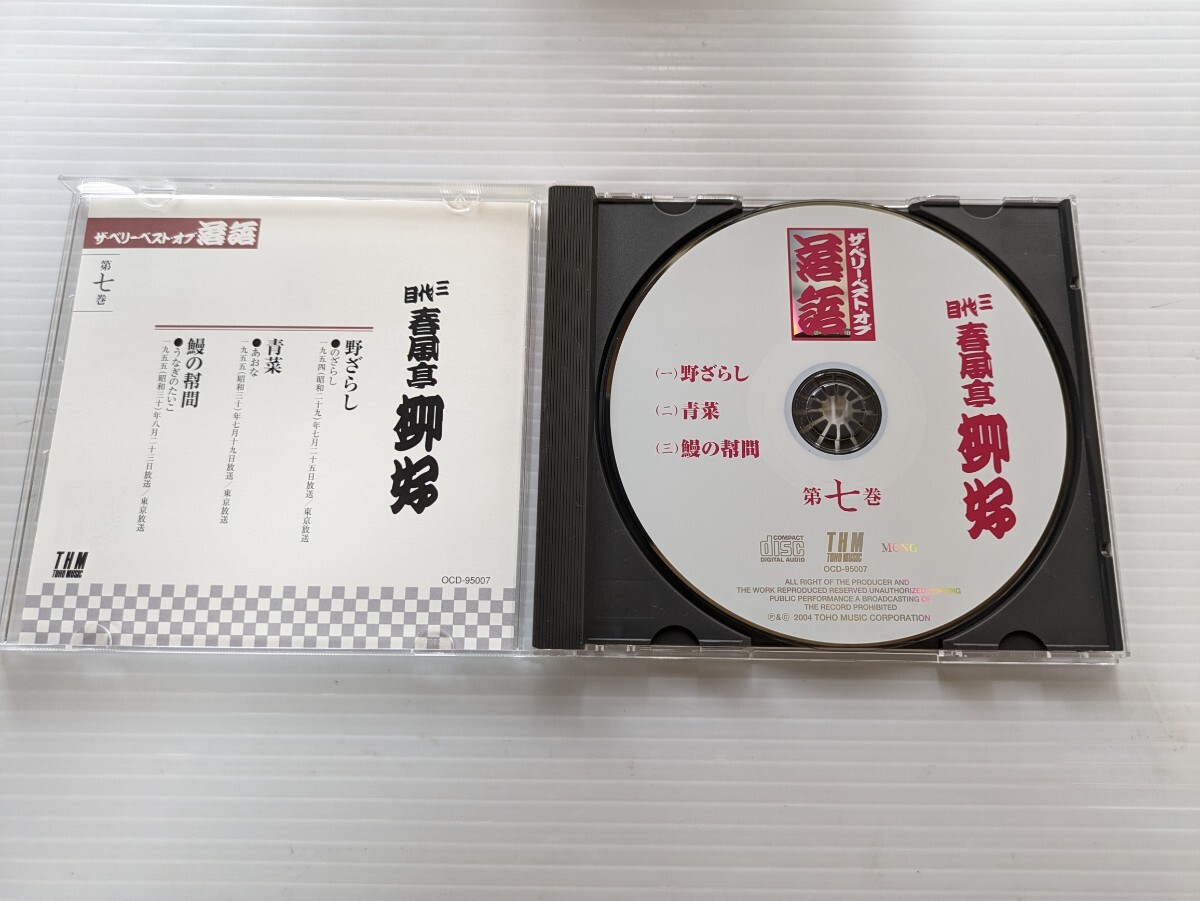 ザ・ベリーベスト・オブ 落語
第七巻
三代目
春風亭柳好
野ざらし
●のざらし
一九五四(昭和二十九)年七月二十五日放送/東京放送
青菜
●あおな
一九五五(昭和三十)年七月十九日放送/東京放送
鰻の幇間
●うなぎのたいこ
一九五五(昭和三十)年八月二十三日放送/東京放送
THM
TOHO MUSIC
OCD-95007
ザ・ベリーベスト・オブ
落語
三代目
春風亭柳好
(一)野ざらし
(二)青菜
(三)鰻の幇間
第七巻
COMPACT
disc
DIGITAL AUDIO
THM
TOHO MUSIC
OCD-95007
MONO
ALL RIGHT OF THE PRODUCER AND
THE WORK REPRODUCED RESERVED UNAUTHORIZED
PUBLIC PERFORMANCE A BROADCASTING OF
THE RECORD PROHIBITED
Ⓟ&Ⓒ 2004 TOHO MUSIC CORPORATION